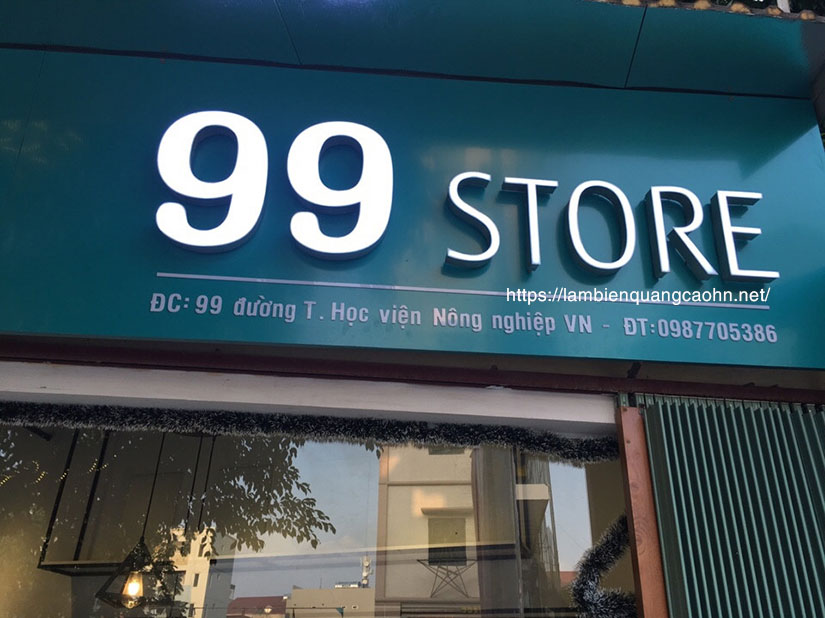 99 STORE
https://lambienquangcaohn.net/
ĐC: 99 đường T. Học viện Nông nghiệp VN - ĐT:0987705386